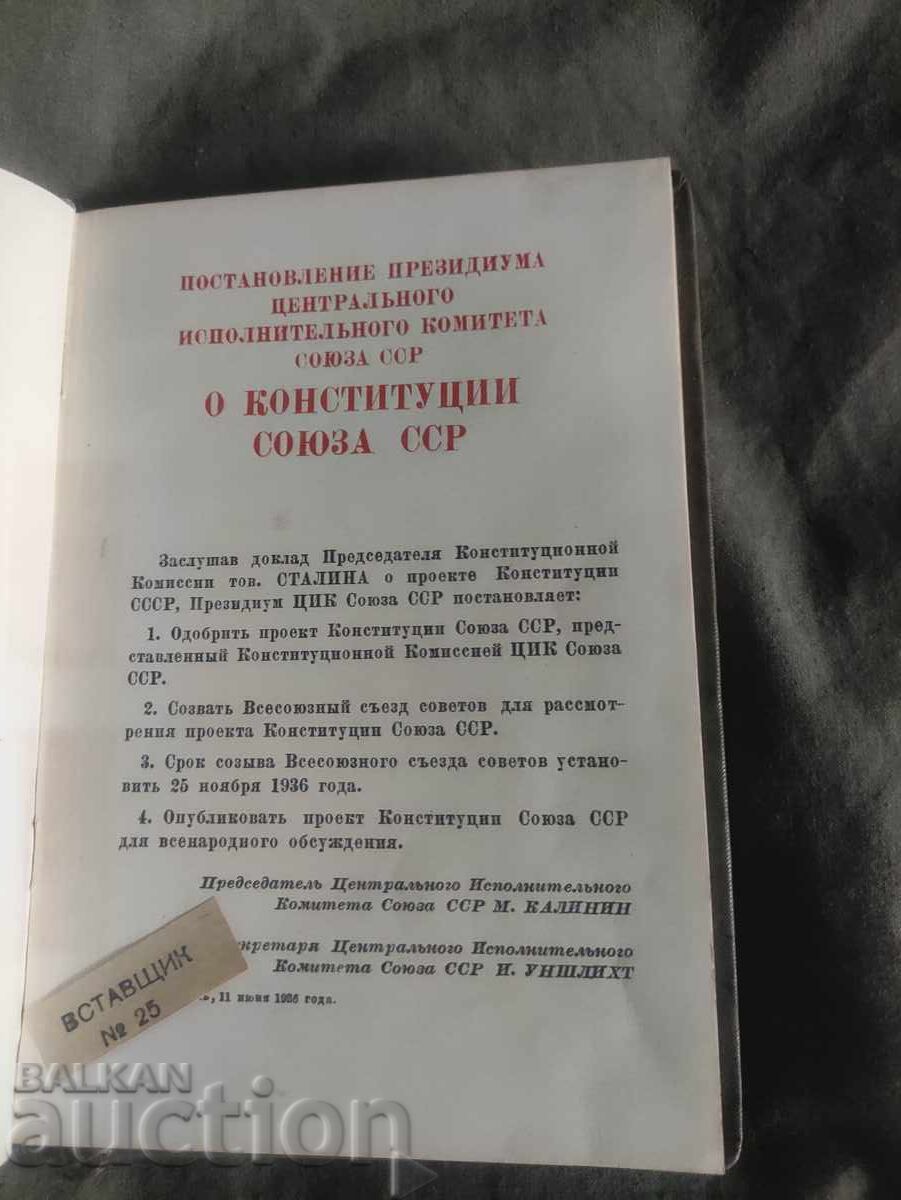 ПОСТАНОВЛЕНИЕ ПРЕЗИДИУМА
ЦЕНТРАЛЬНОГО
ИСПОЛНИТЕЛЬНОГО КОМИТЕТА
СОЮЗА ССР
О КОНСТИТУЦИИ
СОЮЗА ССР
Заслушав доклад Председателя Конституционной
Комиссии тов. СТАЛИНА о проекте Конституции
СССР, Президиум ЦИК Союза ССР постановляет:
1. Одобрить проект Конституции Союза ССР, пред-
ставленный Конституционной Комиссией ЦИК Союза
ССР.
2. Созвать Всесоюзный съезд советов для рассмот-
рения проекта Конституции Союза ССР.
3. Срок созыва Всесоюзного съезда советов устано-
вить 25 ноября 1936 года.
4. Опубликовать проект Конституции Союза ССР
для всенародного обсуждения.
Председатель Центрального Исполнительного
Комитета Союза ССР М. КАЛИНИН
кретаря Центрального Исполнительного
Комитета Союза ССР И. УНШЛИХТ
, 11 июня 1936 года.
ВСТАВЩИК
№ 25
BALKAN
auction